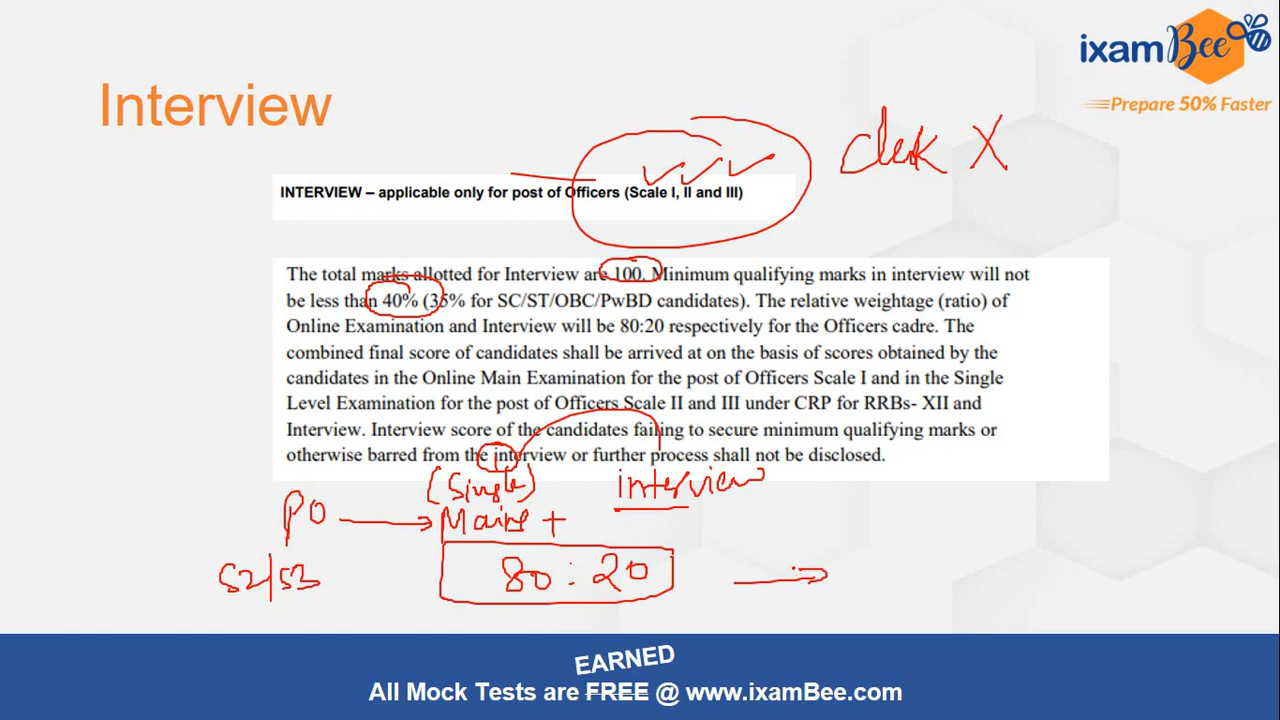 ixamBee
Prepare 50% Faster
Interview
Clerk X
INTERVIEW – applicable only for post of Officers (Scale I, II and III)
The total marks allotted for Interview are 100. Minimum qualifying marks in interview will not
be less than 40% (35% for SC/ST/OBC/PwBD candidates). The relative weightage (ratio) of
Online Examination and Interview will be 80:20 respectively for the Officers cadre. The
combined final score of candidates shall be arrived at on the basis of scores obtained by the
candidates in the Online Main Examination for the post of Officers Scale I and in the Single
Level Examination for the post of Officers Scale II and III under CRP for RRBs- XII and
Interview. Interview score of the candidates failing to secure minimum qualifying marks or
otherwise barred from the interview or further process shall not be disclosed.
(Single) interview
PO Mains +
S2/S3 80 : 20
EARNED
All Mock Tests are FREE @ www.ixamBee.com